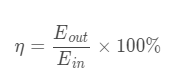 η = E_out / E_in × 100%